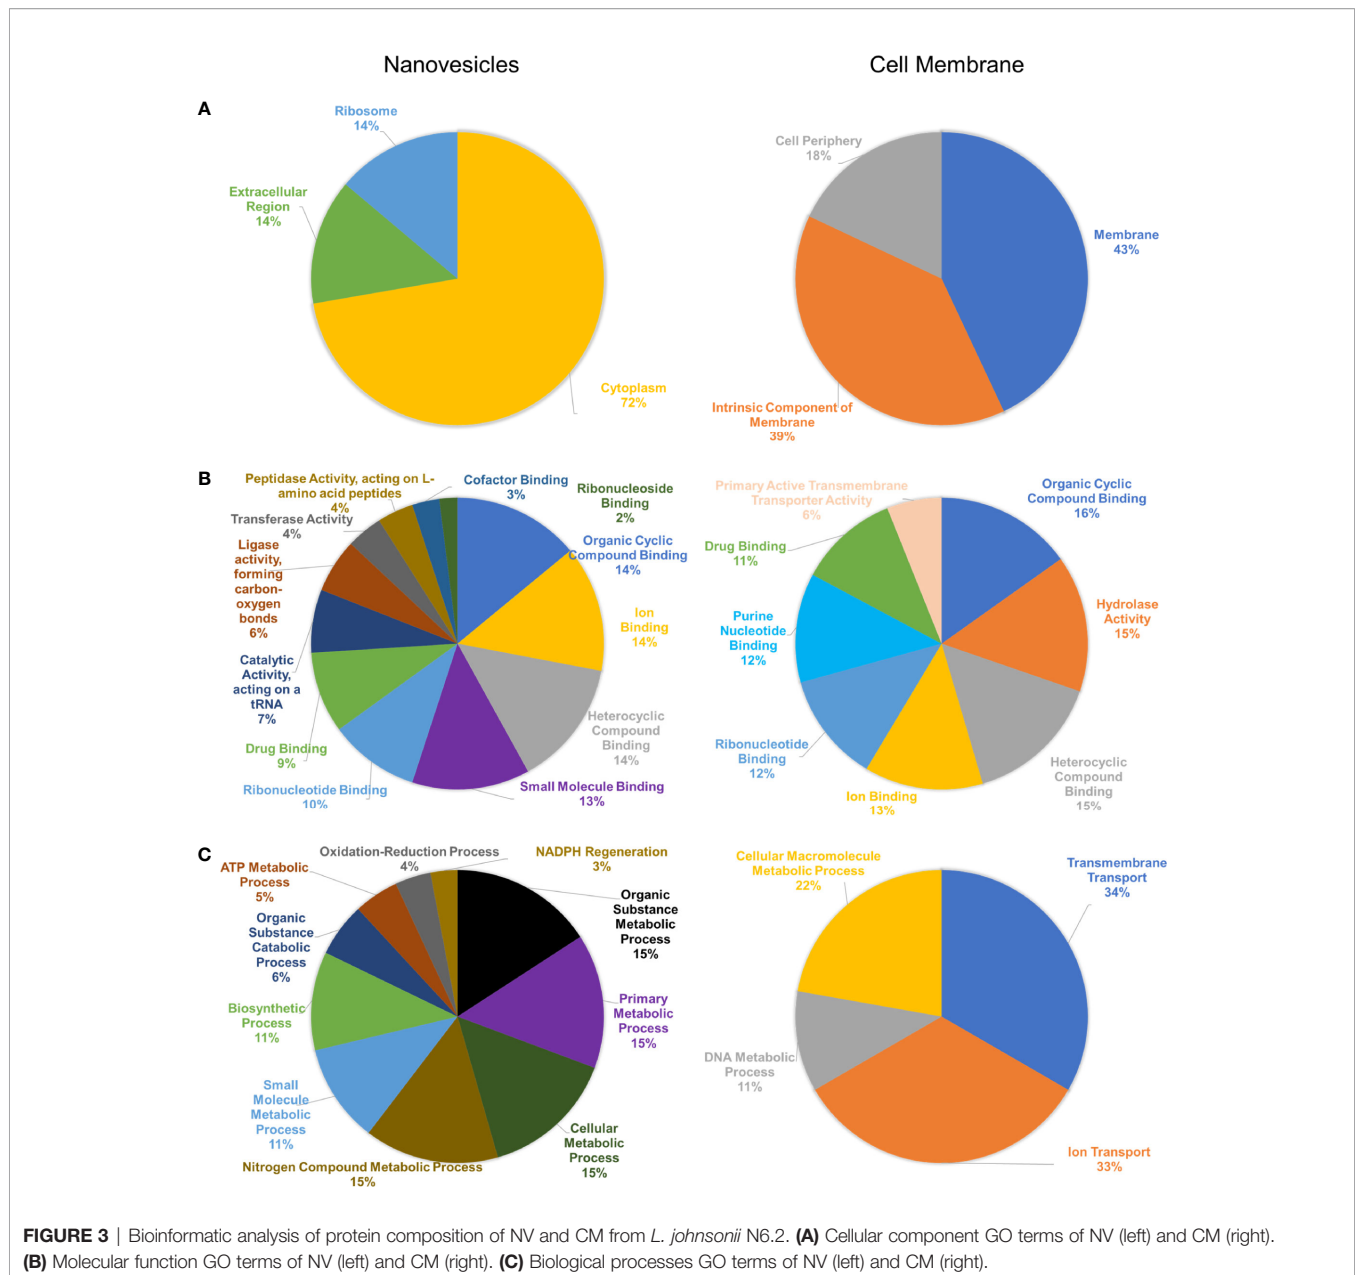 Nanovesicles
Cell Membrane
A
Ribosome
14%
Extracellular
Region
14%
Cytoplasm
72%
Cell Periphery
18%
Membrane
43%
Intrinsic Component of
Membrane
39%
B
Peptidase Activity, acting on L-
amino acid peptides
4%
Cofactor Binding
3%
Ribonucleoside
Binding
2%
Transferase Activity
4%
Organic Cyclic
Compound Binding
14%
Ligase
activity,
forming
carbon-
oxygen
bonds
6%
Ion
Binding
14%
Catalytic
Activity,
acting on a
tRNA
7%
Heterocyclic
Compound
Binding
14%
Drug Binding
9%
Ribonucleotide Binding
10%
Small Molecule Binding
13%
Primary Active Transmembrane
Transporter Activity
6%
Organic Cyclic
Compound Binding
16%
Drug Binding
11%
Hydrolase
Activity
15%
Purine
Nucleotide
Binding
12%
Ribonucleotide
Binding
12%
Heterocyclic
Compound
Binding
15%
Ion Binding
13%
C
Oxidation-Reduction Process
4%
NADPH Regeneration
3%
ATP Metabolic
Process
5%
Organic
Substance
Metabolic
Process
15%
Organic
Substance
Catabolic
Process
6%
Primary
Metabolic
Process
15%
Biosynthetic
Process
11%
Small
Molecule
Metabolic
Process
11%
Cellular
Metabolic
Process
15%
Nitrogen Compound Metabolic Process
15%
Cellular Macromolecule
Metabolic Process
22%
Transmembrane
Transport
34%
DNA Metabolic
Process
11%
Ion Transport
33%
FIGURE 3 | Bioinformatic analysis of protein composition of NV and CM from L. johnsonii N6.2. (A) Cellular component GO terms of NV (left) and CM (right).
(B) Molecular function GO terms of NV (left) and CM (right). (C) Biological processes GO terms of NV (left) and CM (right).